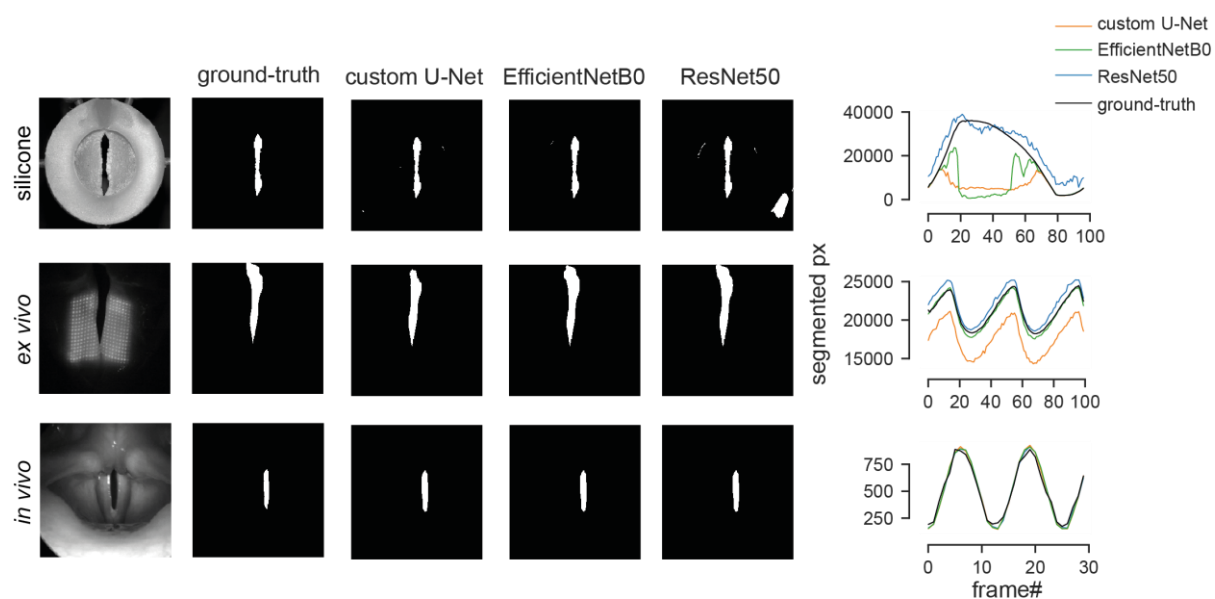 custom U-Net
EfficientNetB0
ResNet50
ground-truth
ground-truth
custom U-Net
EfficientNetB0
ResNet50
silicone
ex vivo
in vivo
segmented px
40000
20000
0
0 20 40 60 80 100
25000
20000
15000
0 20 40 60 80 100
750
500
250
0 10 20 30
frame#